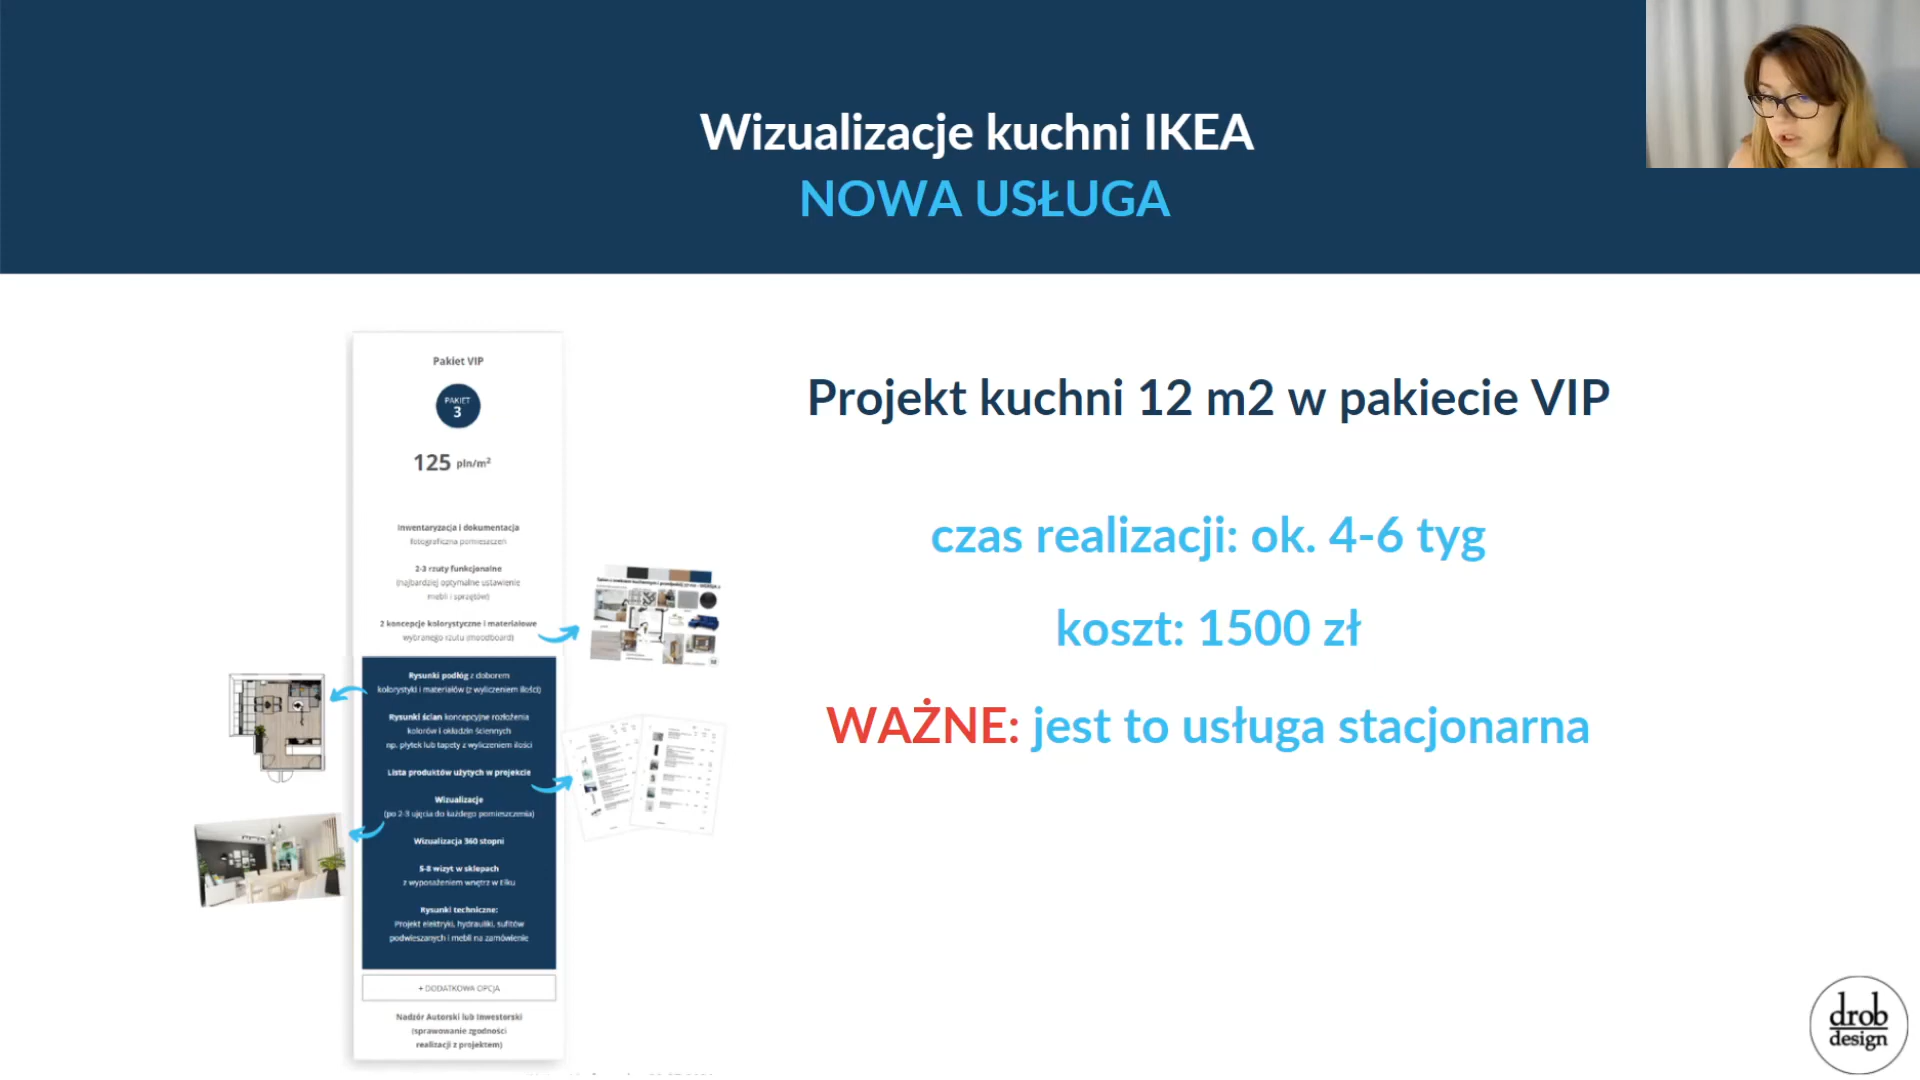 Wizualizacje kuchni IKEA
NOWA USŁUGA
Pakiet VIP
PAKIET
3
125 pln/m²
Inwentaryzacja i dokumentacja
fotograficzna pomieszczeń
2-3 rzuty funkcjonalne
(najbardziej optymalne ustawienie
mebli i sprzętów)
2 koncepcje kolorystyczne i materiałowe
wybranego rzutu (moodboard)
Rysunki podłóg z doborem
kolorystyki i materiałów (z wyliczeniem ilości)
Rysunki ścian koncepcyjne rozłożenia
kolorów i okładzin ściennych
np. płytek lub tapety z wyliczeniem ilości
Lista produktów użytych w projekcie
Wizualizacje
(po 2-3 ujęcia do każdego pomieszczenia)
Wizualizacja 360 stopni
5-8 wizyt w sklepach
z wyposażeniem wnętrz w Ełku
Rysunki techniczne:
Projekt elektryki, hydrauliki, sufitów
podwieszanych i mebli na zamówienie
+ DODATKOWA OPCJA
Nadzór Autorski lub Inwestorski
(sprawowanie zgodności
realizacji z projektem)
Projekt kuchni 12 m2 w pakiecie VIP
czas realizacji: ok. 4-6 tyg
koszt: 1500 zł
WAŻNE: jest to usługa stacjonarna
drob
design